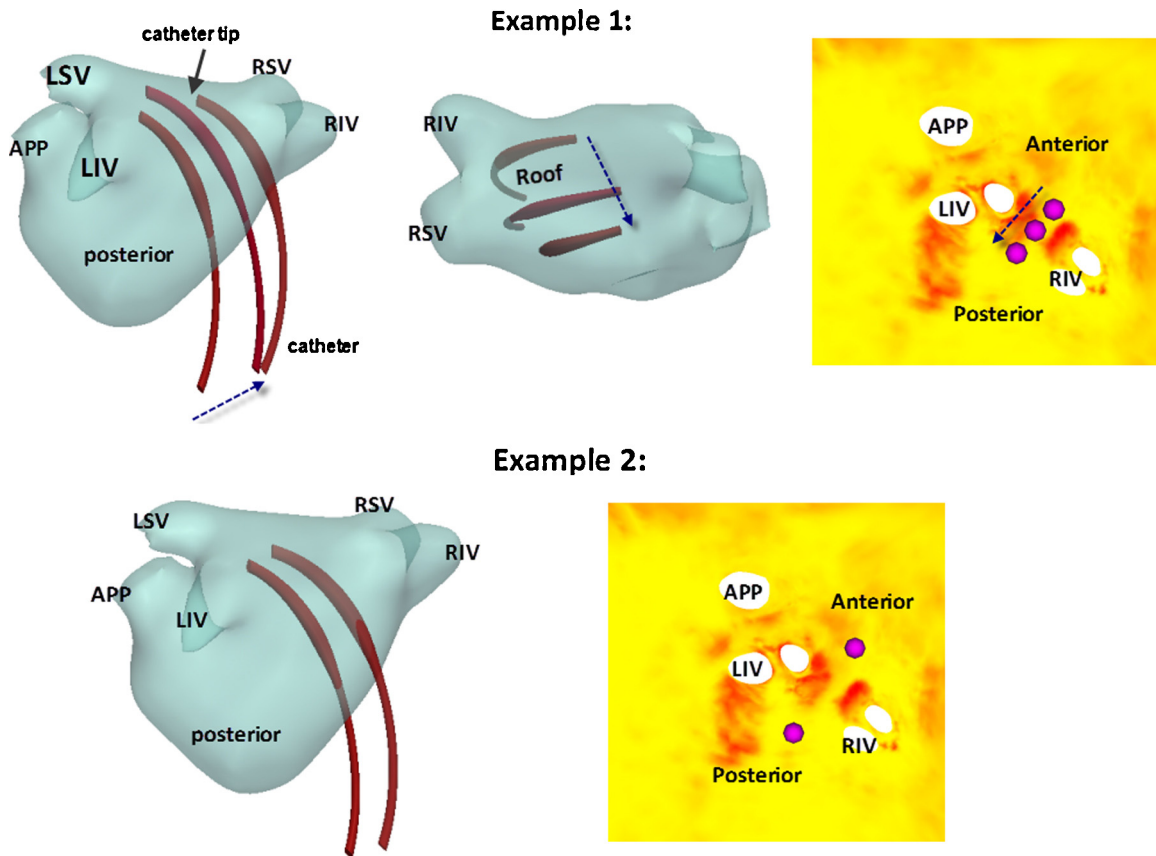 Example 1:
catheter tip
LSV
RSV
APP
RIV
LIV
posterior
catheter
RIV
Roof
RSV
APP
Anterior
LIV
RIV
Posterior
Example 2:
LSV
RSV
RIV
APP
LIV
posterior
APP
Anterior
LIV
RIV
Posterior